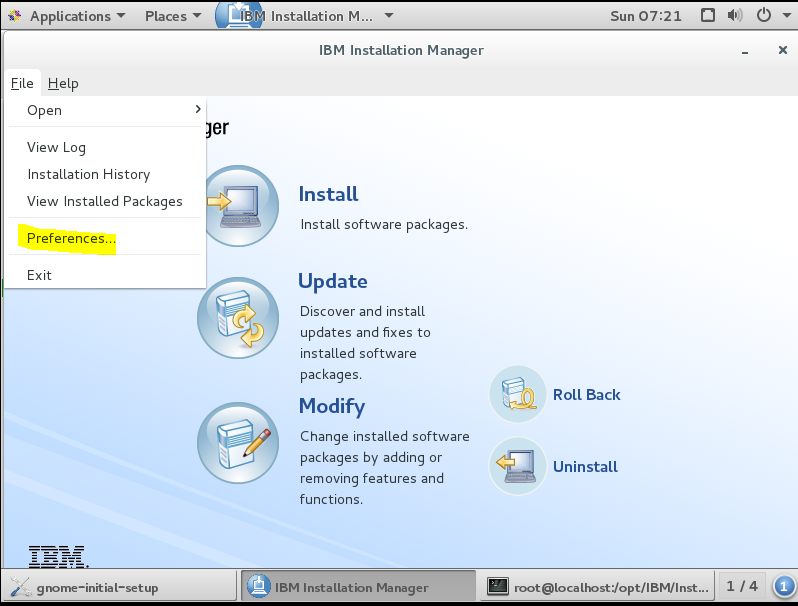 Applications
Places
IBM Installation M...
Sun 07:21
IBM Installation Manager
File
Help
Open
ger
View Log
Installation History
View Installed Packages
Preferences...
Exit
Install
Install software packages.
Update
Discover and install
updates and fixes to
installed software
packages.
Modify
Change installed software
packages by adding or
removing features and
functions.
Roll Back
Uninstall
IBM
gnome-initial-setup
IBM Installation Manager
root@localhost:/opt/IBM/Inst...
1 / 4
1